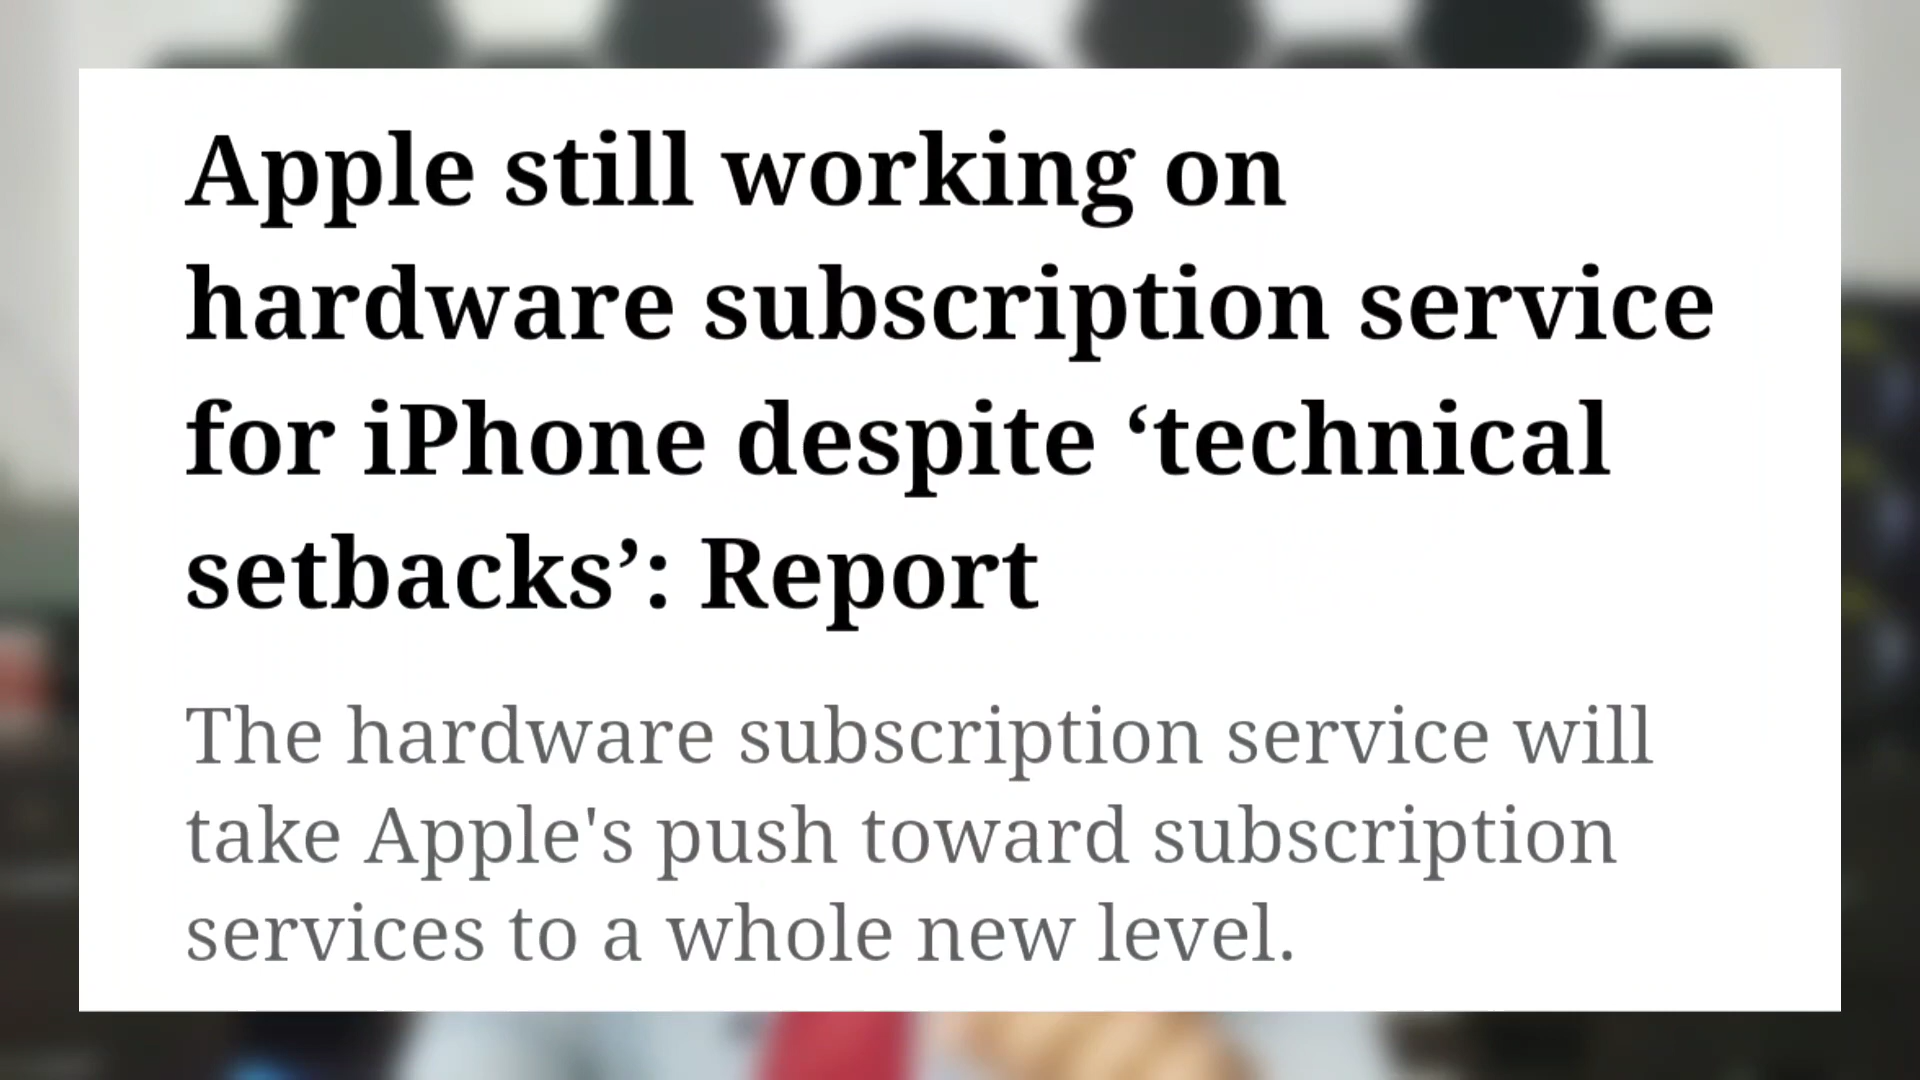 Apple still working on
hardware subscription service
for iPhone despite ‘technical
setbacks’: Report
The hardware subscription service will
take Apple's push toward subscription
services to a whole new level.